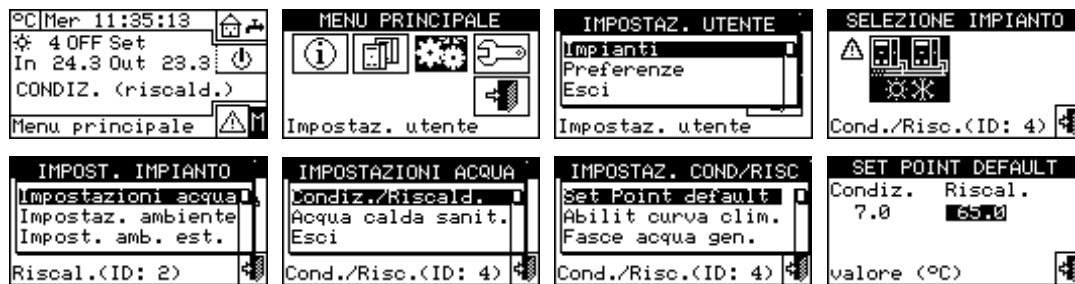 ºC|Mer 11:35:13
4 OFF Set
In 24.3 Out 23.3
CONDIZ. (riscald.)
Menu principale M
MENU PRINCIPALE
Impostaz. utente
IMPOSTAZ. UTENTE
Impianti
Preferenze
Esci
Impostaz. utente
SELEZIONE IMPIANTO
Cond./Risc.(ID: 4)
IMPOST. IMPIANTO
Impostazioni acqua
Impostaz. ambiente
Impost. amb. est.
Riscal.(ID: 2)
IMPOSTAZIONI ACQUA
Condiz./Riscald.
Acqua calda sanit.
Esci
Cond./Risc.(ID: 4)
IMPOSTAZ. COND/RISC
Set Point default
Abilit curva clim.
Fasce acqua gen.
Cond./Risc.(ID: 4)
SET POINT DEFAULT
Condiz. Riscal.
7.0 65.0
valore (ºC)